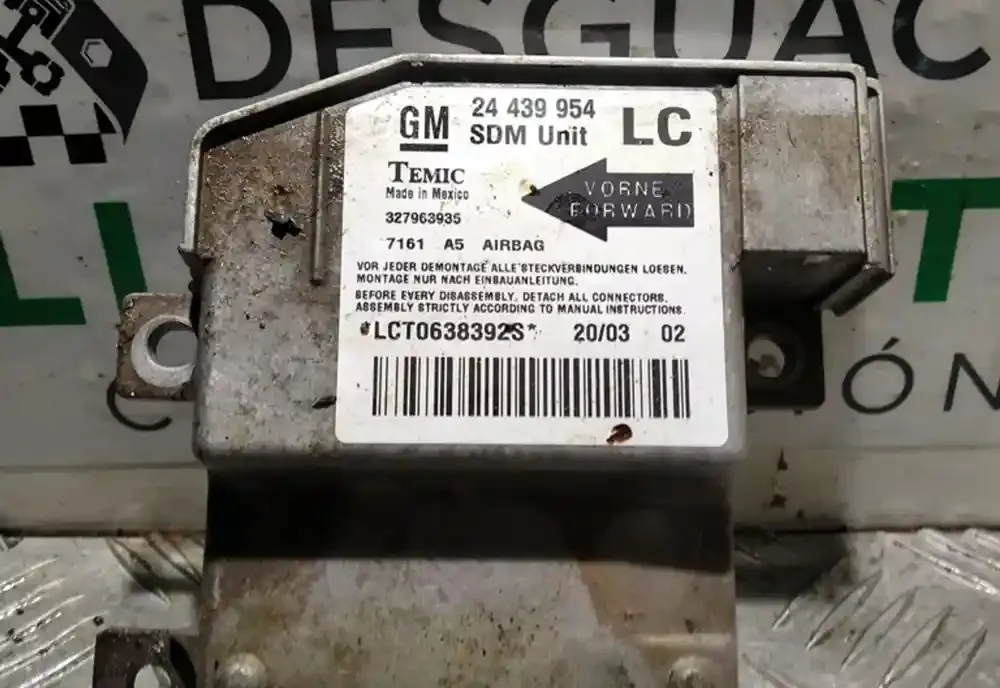 DESGUAC
GM 24 439 954 LC
SDM Unit
TEMIC
Made in Mexico
VORNE
FORWARD
327963935
7161 A5 AIRBAG
VOR JEDER DEMONTAGE ALLE STECKVERBINDUNGEN LOESEN.
MONTAGE NUR NACH EINBAUANLEITUNG.
BEFORE EVERY DISASSEMBLY, DETACH ALL CONNECTORS.
ASSEMBLY STRICTLY ACCORDING TO MANUAL INSTRUCTIONS.
*LCT0638392S* 20/03 02